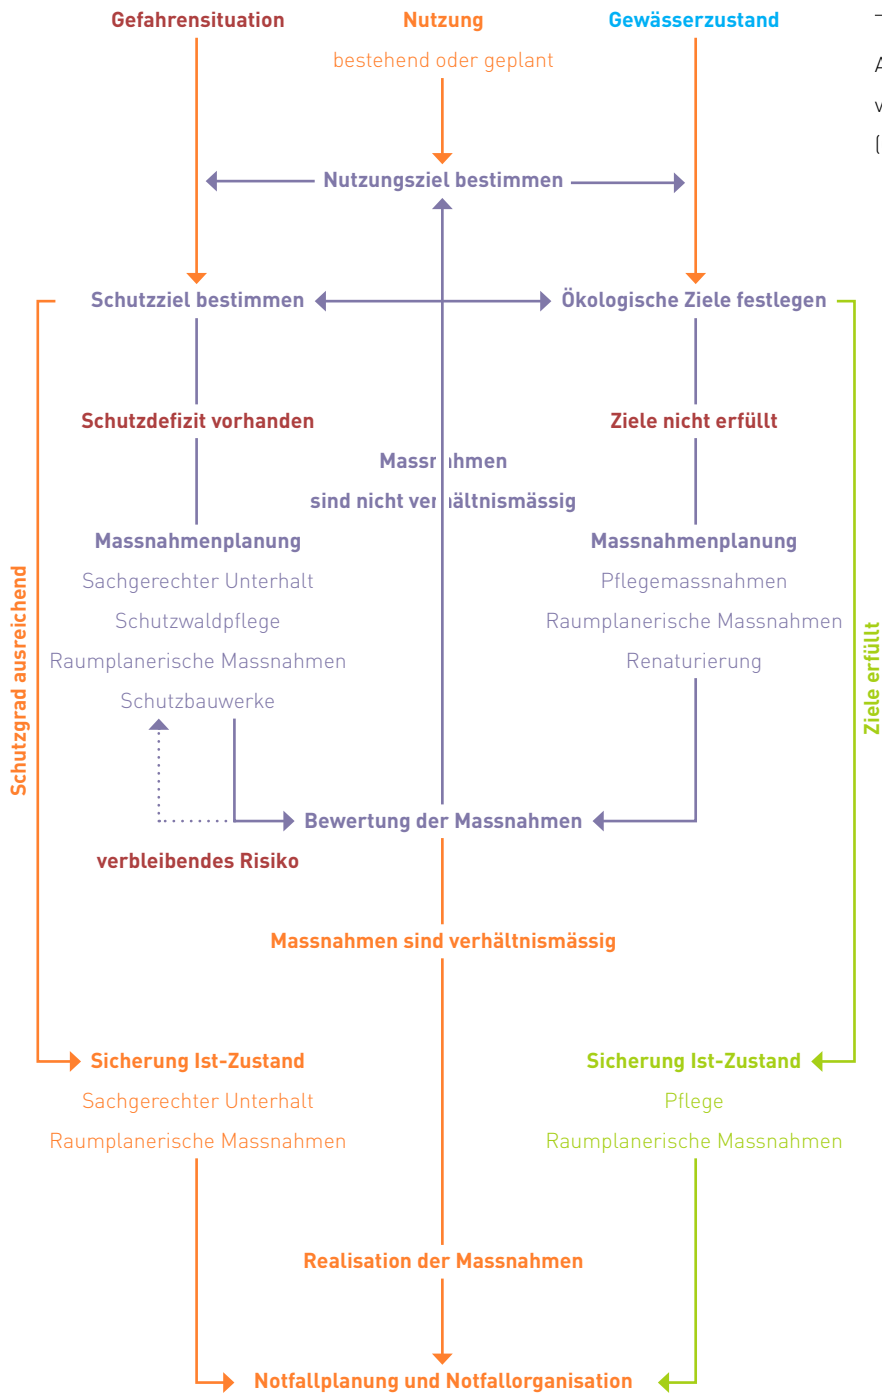 Gefahrensituation
Nutzung
Gewässerzustand
bestehend oder geplant
Nutzungsziel bestimmen
Schutzziel bestimmen
Ökologische Ziele festlegen
Schutzdefizit vorhanden
Ziele nicht erfüllt
Massnahmen
sind nicht verhältnismässig
Massnahmenplanung
Sachgerechter Unterhalt
Schutzwaldpflege
Raumplanerische Massnahmen
Schutzbauwerke
Massnahmenplanung
Pflegemassnahmen
Raumplanerische Massnahmen
Renaturierung
Schutzgrad ausreichend
Ziele erfüllt
Bewertung der Massnahmen
verbleibendes Risiko
Massnahmen sind verhältnismässig
Sicherung Ist-Zustand
Sachgerechter Unterhalt
Raumplanerische Massnahmen
Sicherung Ist-Zustand
Pflege
Raumplanerische Massnahmen
Realisation der Massnahmen
Notfallplanung und Notfallorganisation